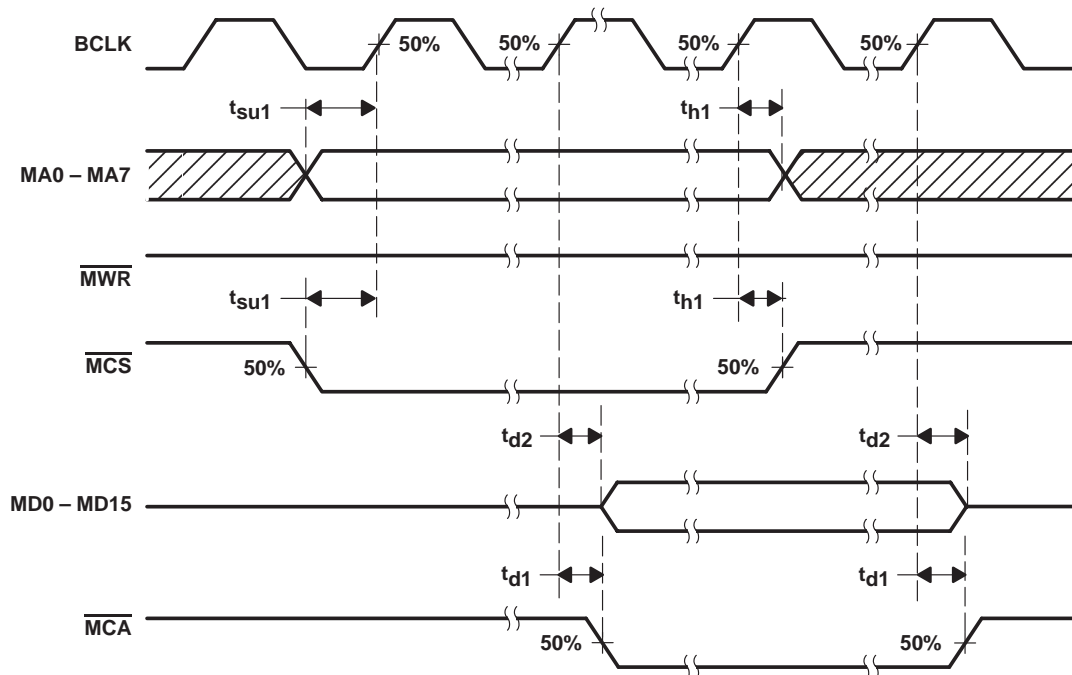 BCLK
50%
50%
50%
50%
tsu1
th1
MA0 – MA7
MWR
tsu1
th1
MCS
50%
50%
td2
td2
MD0 – MD15
td1
td1
MCA
50%
50%